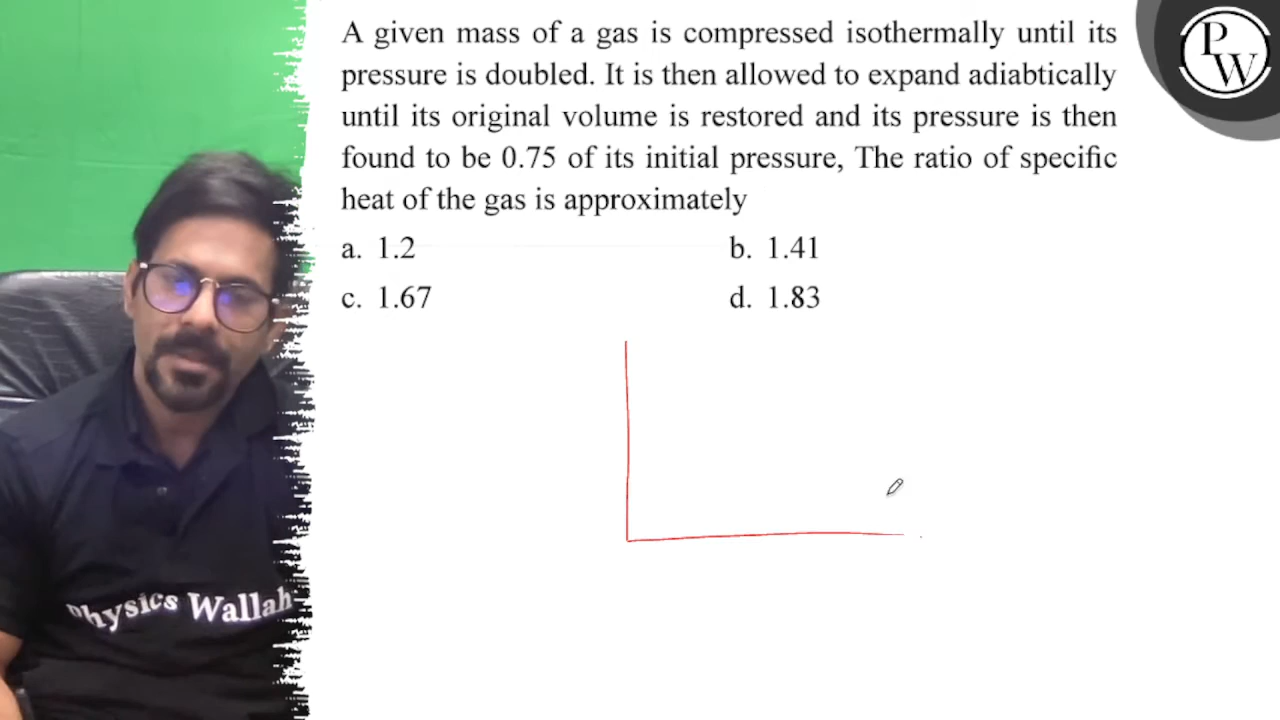 A given mass of a gas is compressed isothermally until its
pressure is doubled. It is then allowed to expand adiabtically
until its original volume is restored and its pressure is then
found to be 0.75 of its initial pressure, The ratio of specific
heat of the gas is approximately
a. 1.2
b. 1.41
c. 1.67
d. 1.83
P
W
Physics Wallah